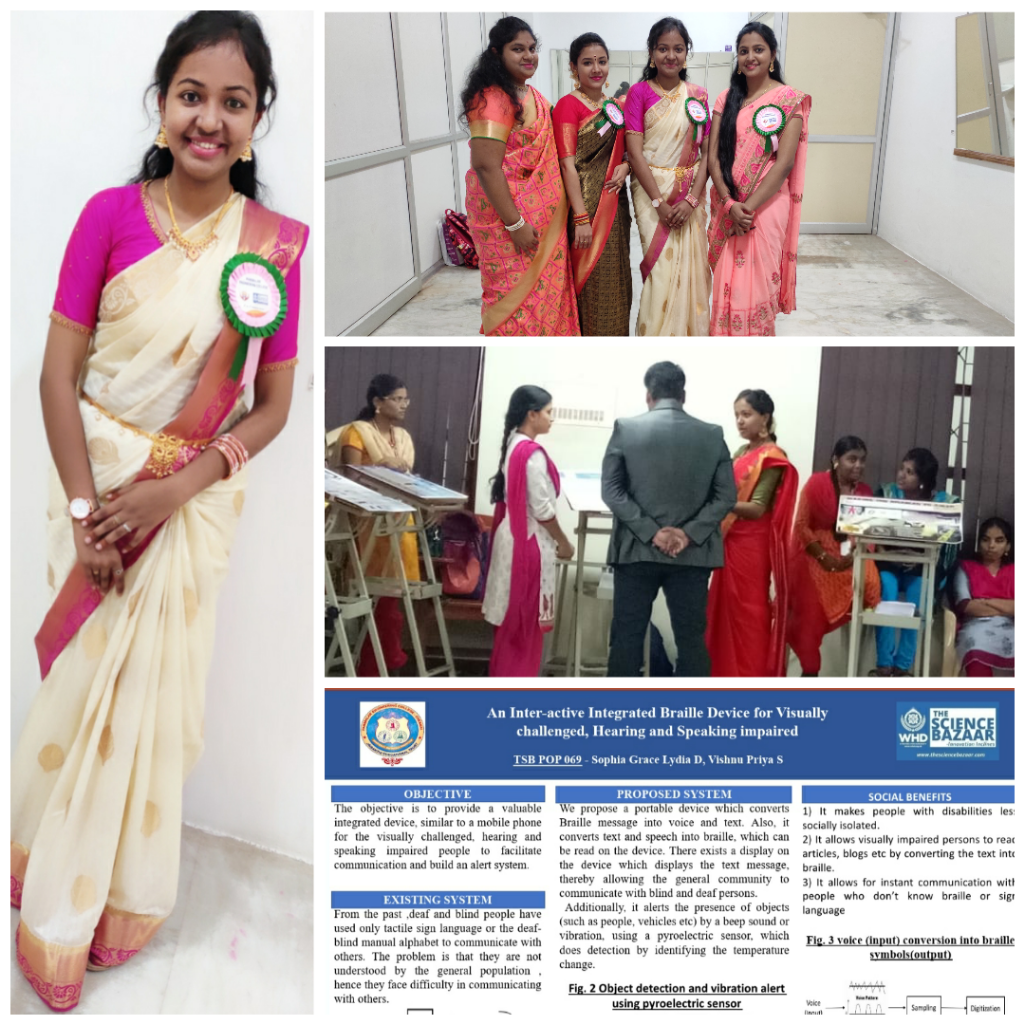 An Inter-active Integrated Braille Device for Visually
challenged, Hearing and Speaking impaired
TSB POP 069 - Sophia Grace Lydia D, Vishnu Priya S
WHD
THE
SCIENCE
BAZAAR
www.thesciencebazaar.com
OBJECTIVE
The objective is to provide a valuable
integrated device, similar to a mobile phone
for the visually challenged, hearing and
speaking impaired people to facilitate
communication and build an alert system.
EXISTING SYSTEM
From the past ,deaf and blind people have
used only tactile sign language or the deaf-
blind manual alphabet to communicate with
others. The problem is that they are not
understood by the general population ,
hence they face difficulty in communicating
with others.
PROPOSED SYSTEM
We propose a portable device which converts
Braille message into voice and text. Also, it
converts text and speech into braille, which can
be read on the device. There exists a display on
the device which displays the text message,
thereby allowing the general community to
communicate with blind and deaf persons.
Additionally, it alerts the presence of objects
(such as people, vehicles etc) by a beep sound or
vibration, using a pyroelectric sensor, which
does detection by identifying the temperature
change.
Fig. 2 Object detection and vibration alert
using pyroelectric sensor
SOCIAL BENEFITS
1) It makes people with disabilities les
socially isolated.
2) It allows visually impaired persons to read
articles, blogs etc by converting the text into
braille.
3) It allows for instant communication with
people who don't know braille or sign
language
Fig. 3 voice (input) conversion into braille
symbols(output)
Voice
(input)
Sampling
Digitization